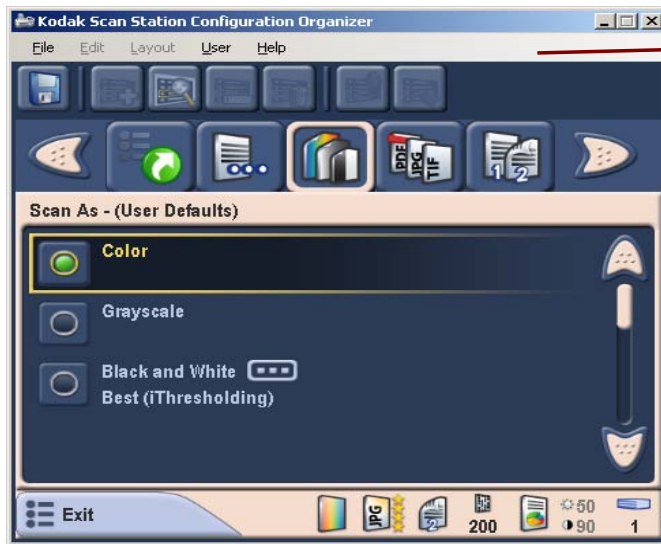 Kodak Scan Station Configuration Organizer
File Edit Layout User Help
PDF JPG TIF 1 2
Scan As - (User Defaults)
Color
Grayscale
Black and White
Best (iThresholding)
Exit
JPG 2 200 50 90 1